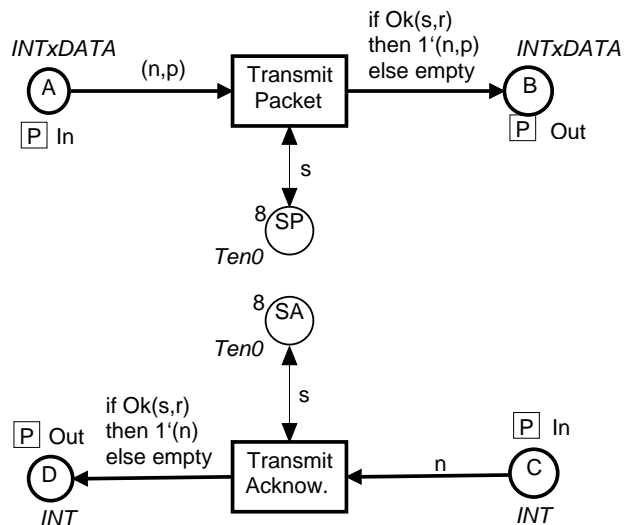 INTxDATA
A
P In
(n,p)
Transmit
Packet
if Ok(s,r)
then 1‘(n,p)
else empty
INTxDATA
B
P Out
s
8
SP
Ten0
8
SA
Ten0
s
if Ok(s,r)
then 1‘(n)
else empty
P Out
D
INT
Transmit
Acknow.
n
P In
C
INT